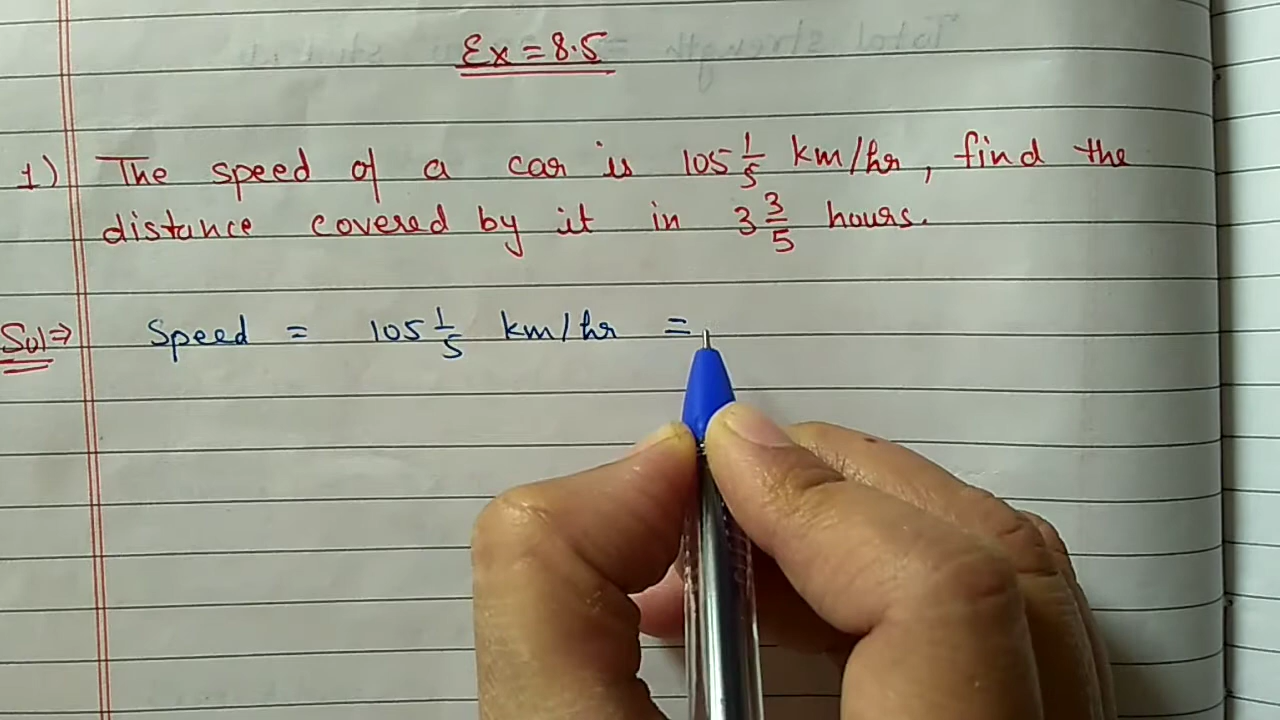 Ex = 8.5
1) The speed of a car is 105 1/5 km/hr, find the
distance covered by it in 3 3/5 hours.
Sol⇒ Speed = 105 1/5 km/hr =